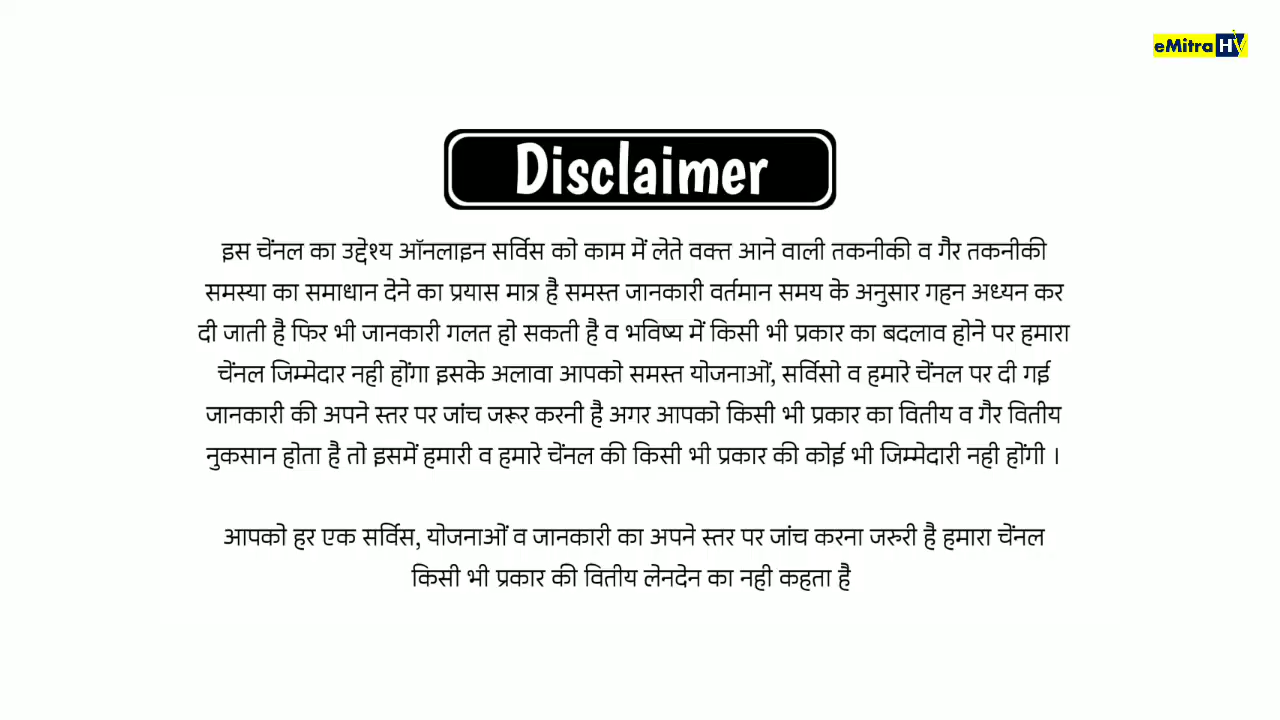 eMitra HV
Disclaimer
इस चेंनल का उद्देश्य ऑनलाइन सर्विस को काम में लेते वक्त आने वाली तकनीकी व गैर तकनीकी
समस्या का समाधान देने का प्रयास मात्र है समस्त जानकारी वर्तमान समय के अनुसार गहन अध्यन कर
दी जाती है फिर भी जानकारी गलत हो सकती है व भविष्य में किसी भी प्रकार का बदलाव होने पर हमारा
चेंनल जिम्मेदार नही होंगा इसके अलावा आपको समस्त योजनाओं, सर्विसो व हमारे चेंनल पर दी गई
जानकारी की अपने स्तर पर जांच जरूर करनी है अगर आपको किसी भी प्रकार का वितीय व गैर वितीय
नुकसान होता है तो इसमें हमारी व हमारे चेंनल की किसी भी प्रकार की कोई भी जिम्मेदारी नही होंगी ।
आपको हर एक सर्विस, योजनाओं व जानकारी का अपने स्तर पर जांच करना जरुरी है हमारा चेंनल
किसी भी प्रकार की वितीय लेनदेन का नही कहता है